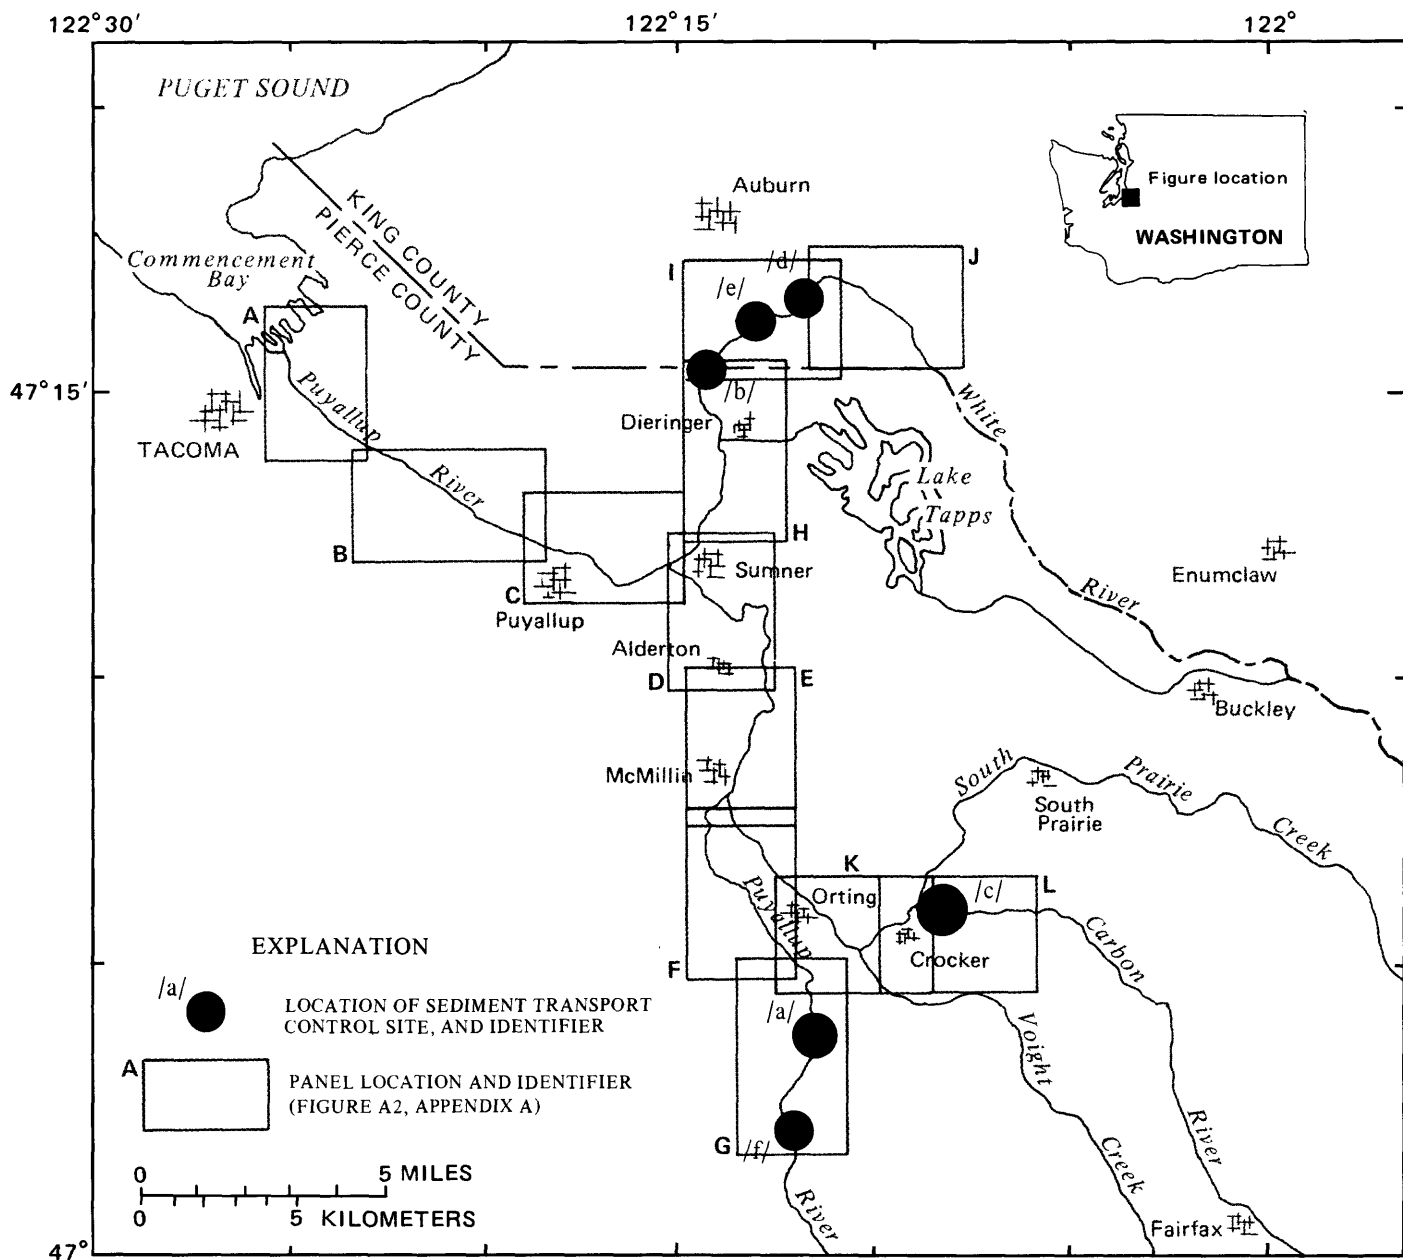 122°30′
122°15′
122°
PUGET SOUND
Figure location
WASHINGTON
Auburn
KING COUNTY
PIERCE COUNTY
Commencement
Bay
I
/d/
J
/e/
A
47°15′
Puyallup
River
/b/
Dieringer
White
River
TACOMA
Lake
Tapps
B
H
C
Sumner
Enumclaw
Puyallup
Alderton
D
E
Buckley
McMillin
South
Prairie
Creek
South
Prairie
K
L
Orting
/c/
Puyallup
Crocker
Carbon
River
F
EXPLANATION
/a/
LOCATION OF SEDIMENT TRANSPORT
CONTROL SITE, AND IDENTIFIER
/a/
Voight
Creek
A
PANEL LOCATION AND IDENTIFIER
(FIGURE A2, APPENDIX A)
G
/f/
0
5 MILES
0
5
KILOMETERS
River
Fairfax
47°